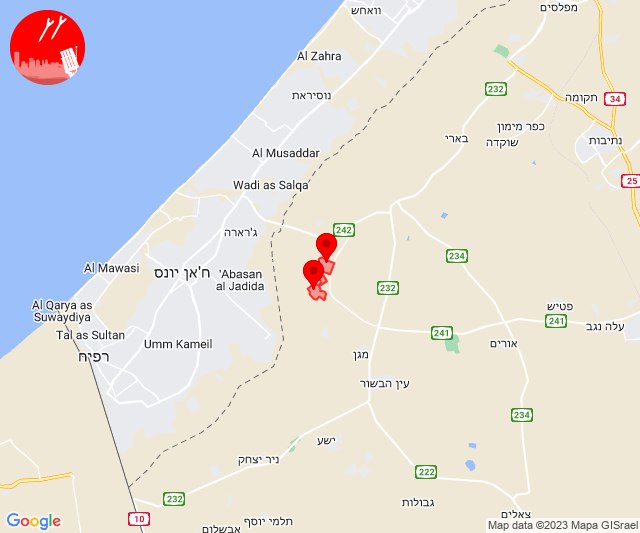 וואחש
מפלסים
Al Zahra
נוסיראת
232
תקומה
34
כפר מימון
שוקדה
בארי
נתיבות
Al Musaddar
25
Wadi as Salqa
ג'רארה
242
234
Al Mawasi
ח'אן יונס
'Abasan
al Jadida
232
Al Qarya as
Suwaydiya
פטיש
Tal as Sultan
241
241
עלה נגב
רפיח
Umm Kameil
מגן
אורים
עין הבשור
234
ישע
ניר יצחק
222
232
גבולות
10
תלמי יוסף
צאלים
אבשלום
Google
Map data ©2023 Mapa GISrael